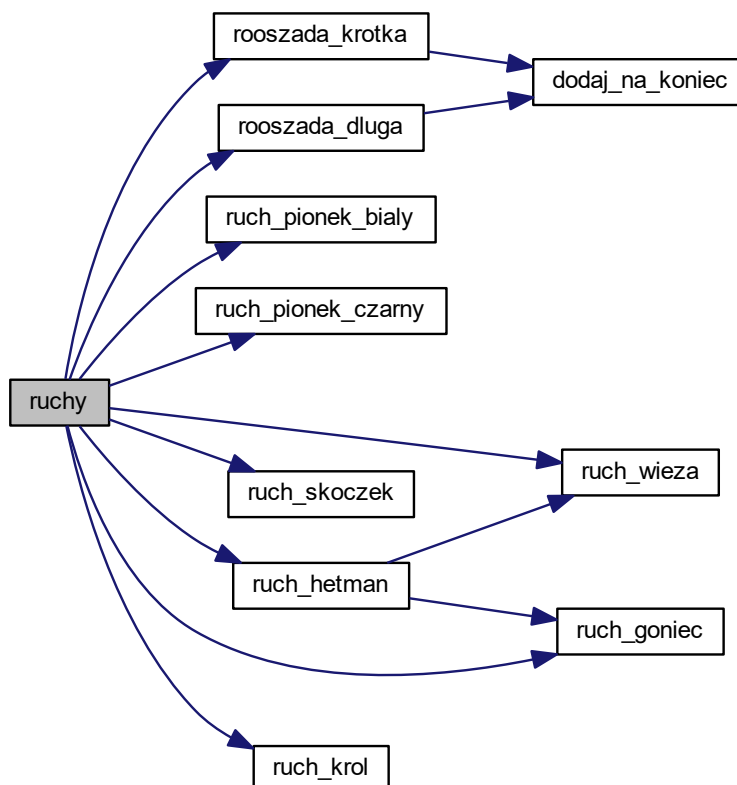 rooszada_krotka
dodaj_na_koniec
rooszada_dluga
ruch_pionek_bialy
ruch_pionek_czarny
ruchy
ruch_wieza
ruch_skoczek
ruch_hetman
ruch_goniec
ruch_krol